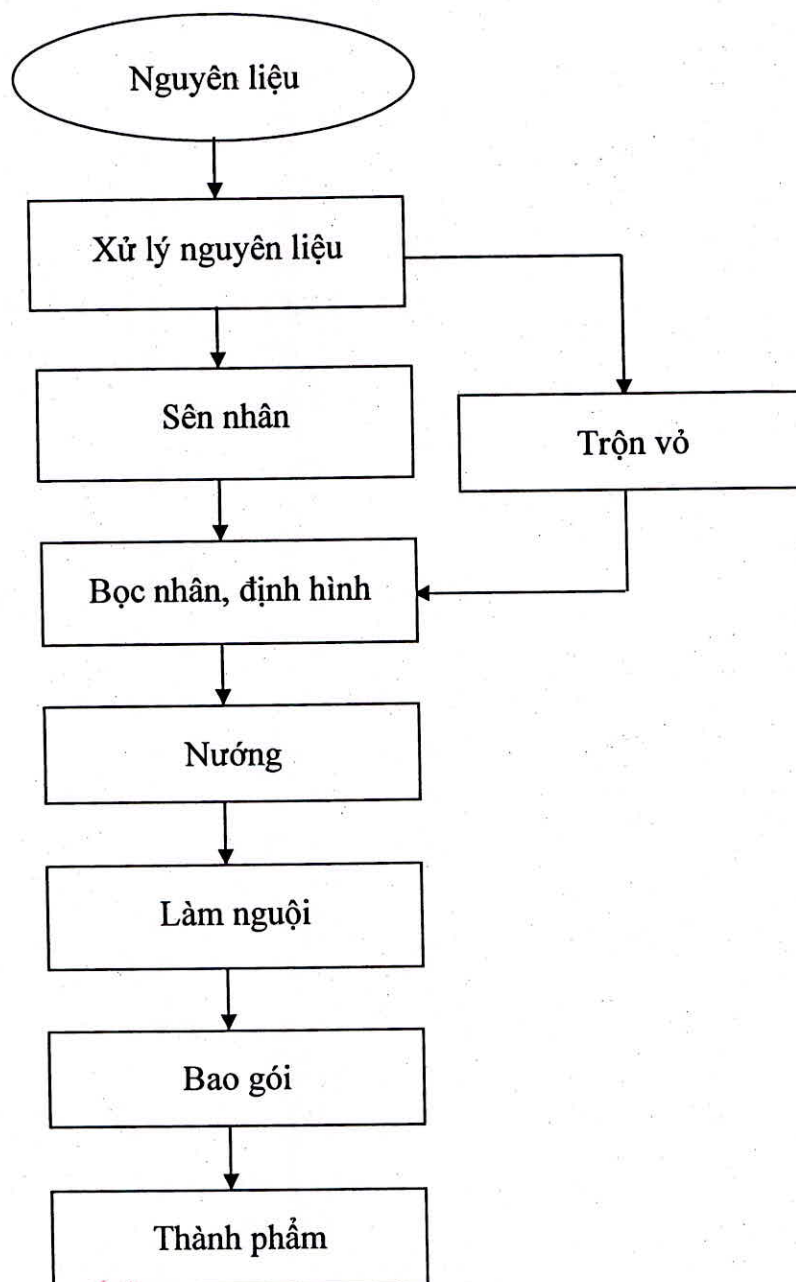 Nguyên liệu
Xử lý nguyên liệu
Sên nhân
Trộn vỏ
Bọc nhân, định hình
Nướng
Làm nguội
Bao gói
Thành phẩm